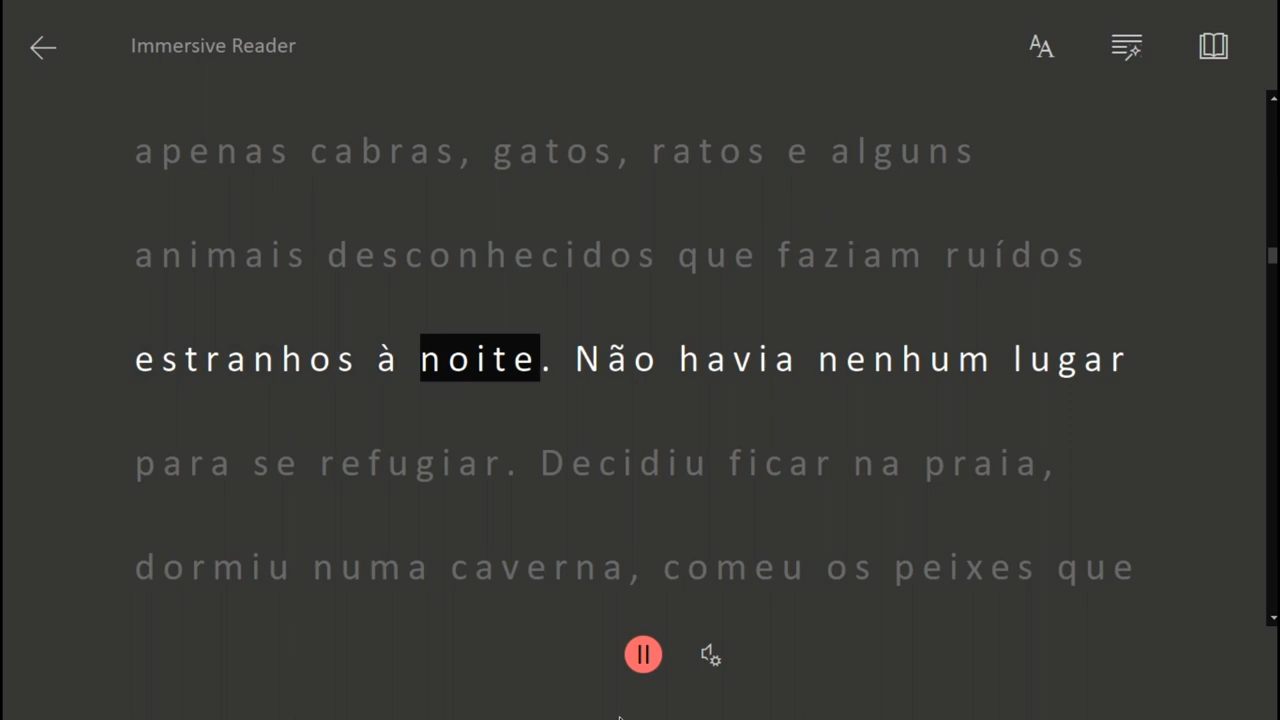 Immersive Reader
apenas cabras, gatos, ratos e alguns
animais desconhecidos que faziam ruídos
estranhos à noite. Não havia nenhum lugar
para se refugiar. Decidiu ficar na praia,
dormiu numa caverna, comeu os peixes que